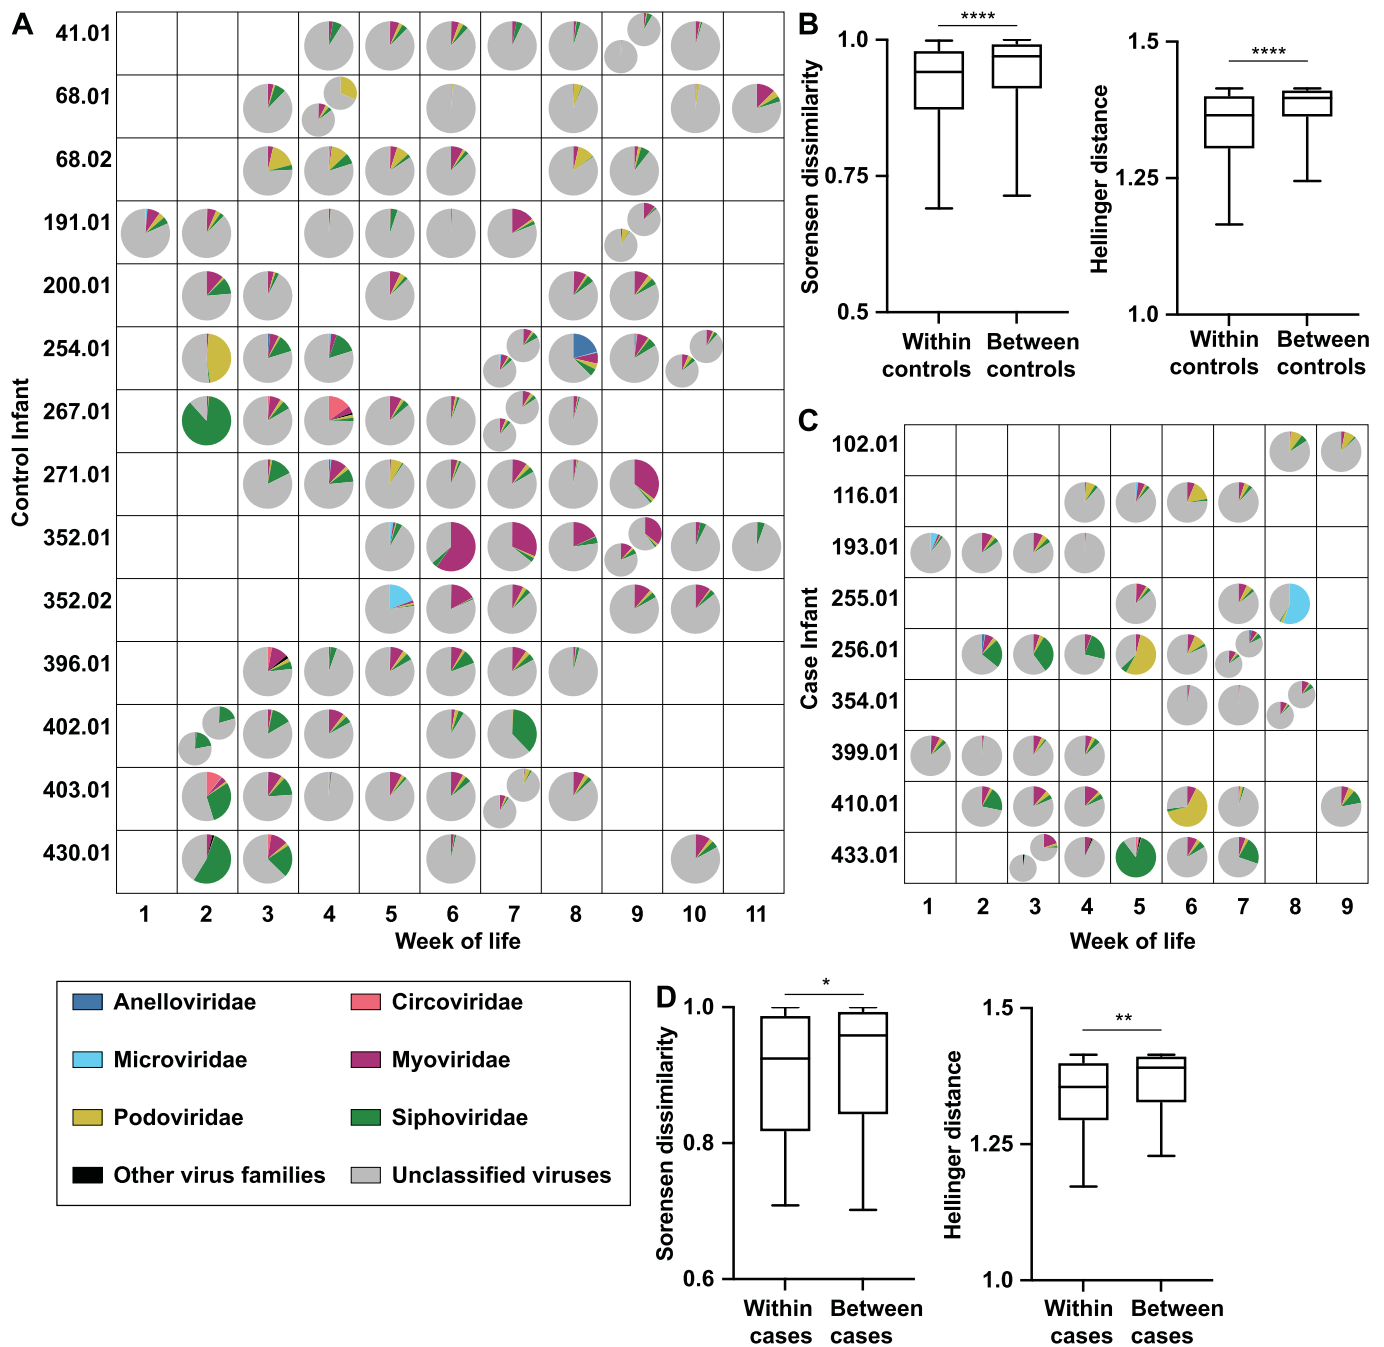 A
41.01
68.01
68.02
191.01
200.01
254.01
267.01
271.01
352.01
352.02
396.01
402.01
403.01
430.01
Control Infant
1 2 3 4 5 6 7 8 9 10 11
Week of life
B
****
1.0
0.75
0.5
Sorensen dissimilarity
Within controls
Between controls
****
1.5
1.25
1.0
Hellinger distance
Within controls
Between controls
C
102.01
116.01
193.01
255.01
256.01
354.01
399.01
410.01
433.01
Case Infant
1 2 3 4 5 6 7 8 9
Week of life
Anelloviridae
Circoviridae
Microviridae
Myoviridae
Podoviridae
Siphoviridae
Other virus families
Unclassified viruses
D
*
1.0
0.8
0.6
Sorensen dissimilarity
Within cases
Between cases
**
1.5
1.25
1.0
Hellinger distance
Within cases
Between cases